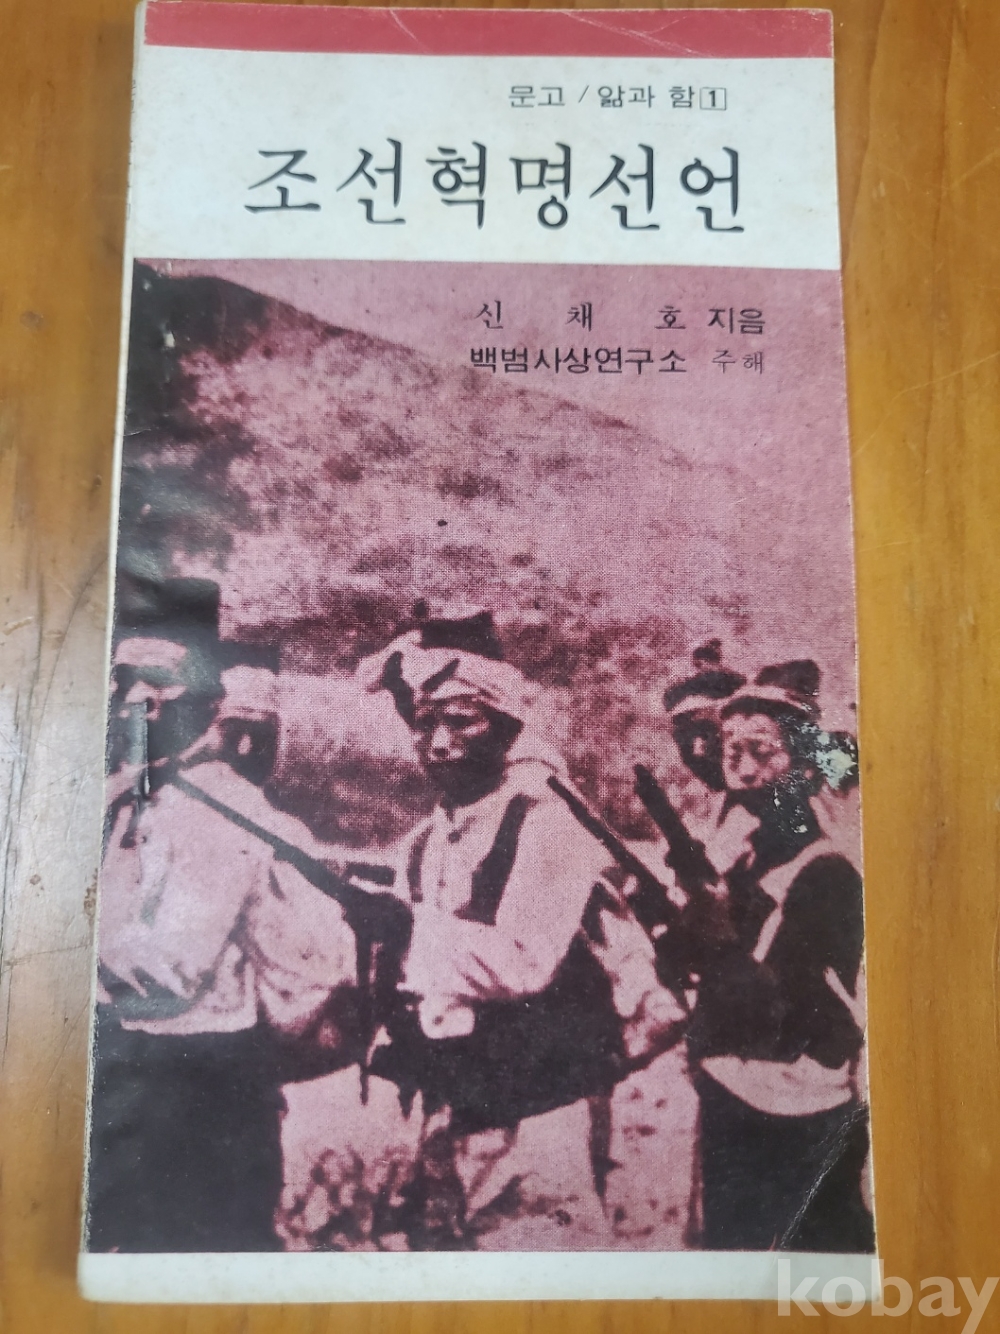 문고 / 앎과 함 1
조선혁명선언
신 채 호 지음
백범사상연구소 주해
kobay